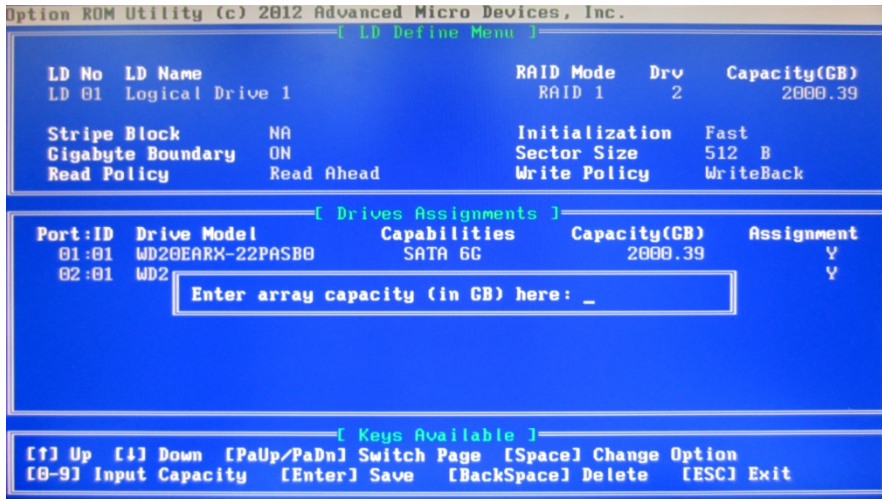 Option ROM Utility (c) 2012 Advanced Micro Devices, Inc.
[ LD Define Menu ]
LD No LD Name RAID Mode Drv Capacity(GB)
LD 01 Logical Drive 1 RAID 1 2 2000.39
Stripe Block NA Initialization Fast
Gigabyte Boundary ON Sector Size 512 B
Read Policy Read Ahead Write Policy WriteBack
[ Drives Assignments ]
Port:ID Drive Model Capabilities Capacity(GB) Assignment
01:01 WD20EARX-22PASB0 SATA 6G 2000.39 Y
02:01 WD2 Y
Enter array capacity (in GB) here: _
[ Keys Available ]
[↑] Up [↓] Down [PaUp/PaDn] Switch Page [Space] Change Option
[0-9] Input Capacity [Enter] Save [BackSpace] Delete [ESC] Exit